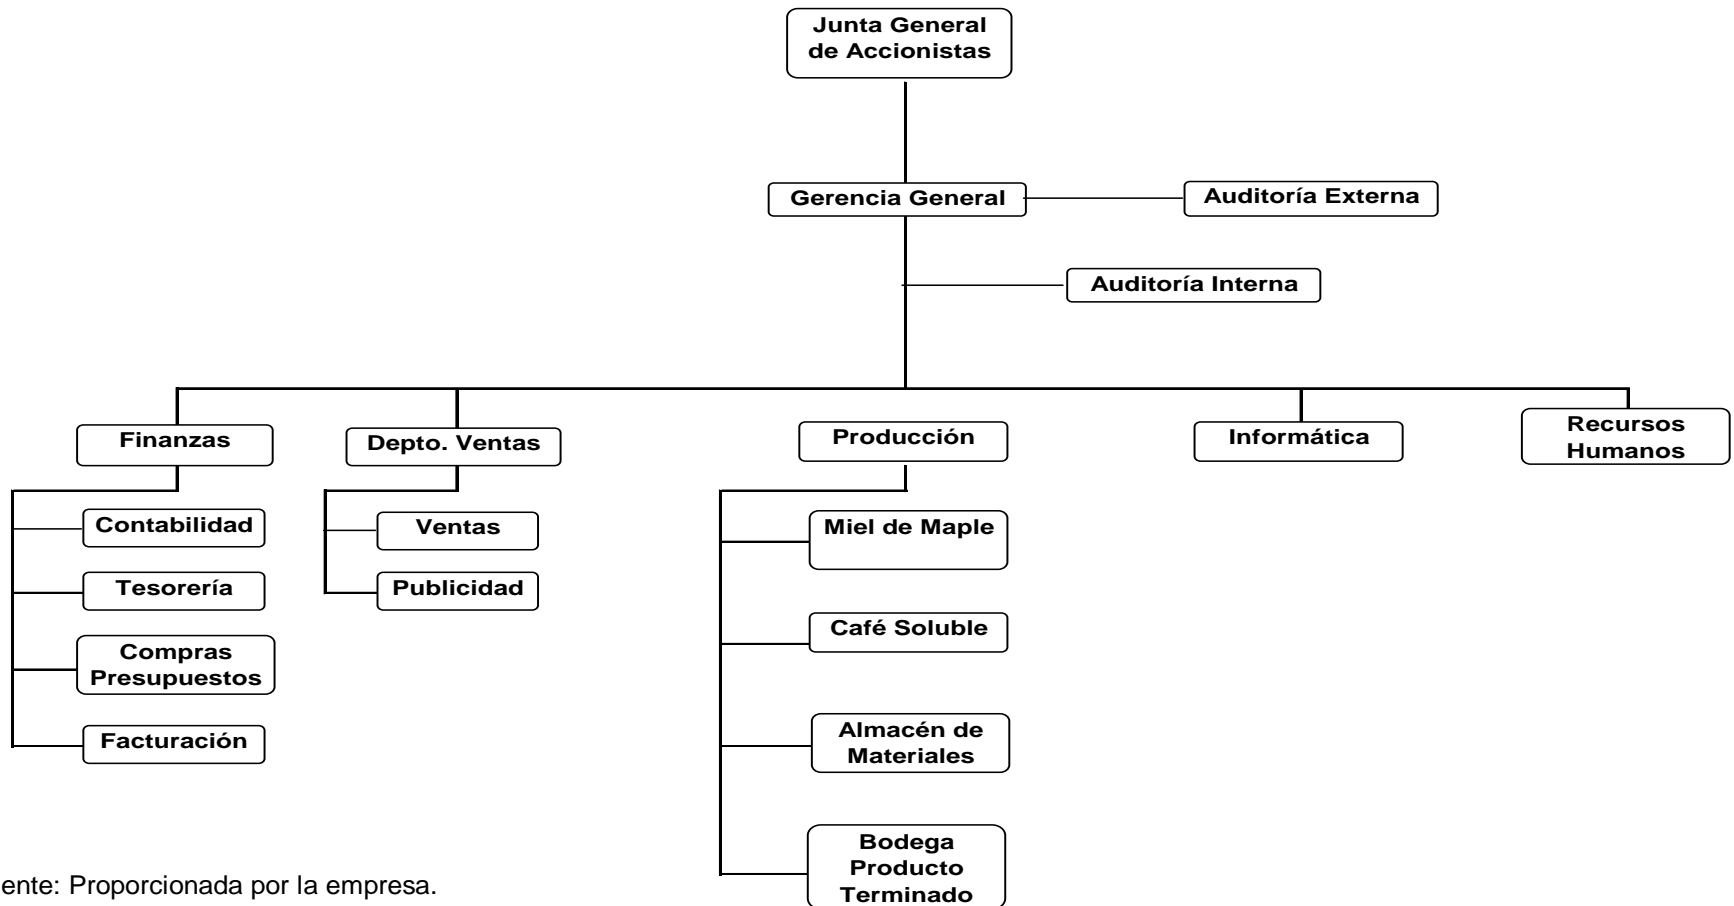 Junta General
de Accionistas
Gerencia General
Auditoría Externa
Auditoría Interna
Finanzas
Depto. Ventas
Producción
Informática
Recursos
Humanos
Contabilidad
Tesorería
Compras
Presupuestos
Facturación
Ventas
Publicidad
Miel de Maple
Café Soluble
Almacén de
Materiales
Bodega
Producto
Terminado
ente: Proporcionada por la empresa.